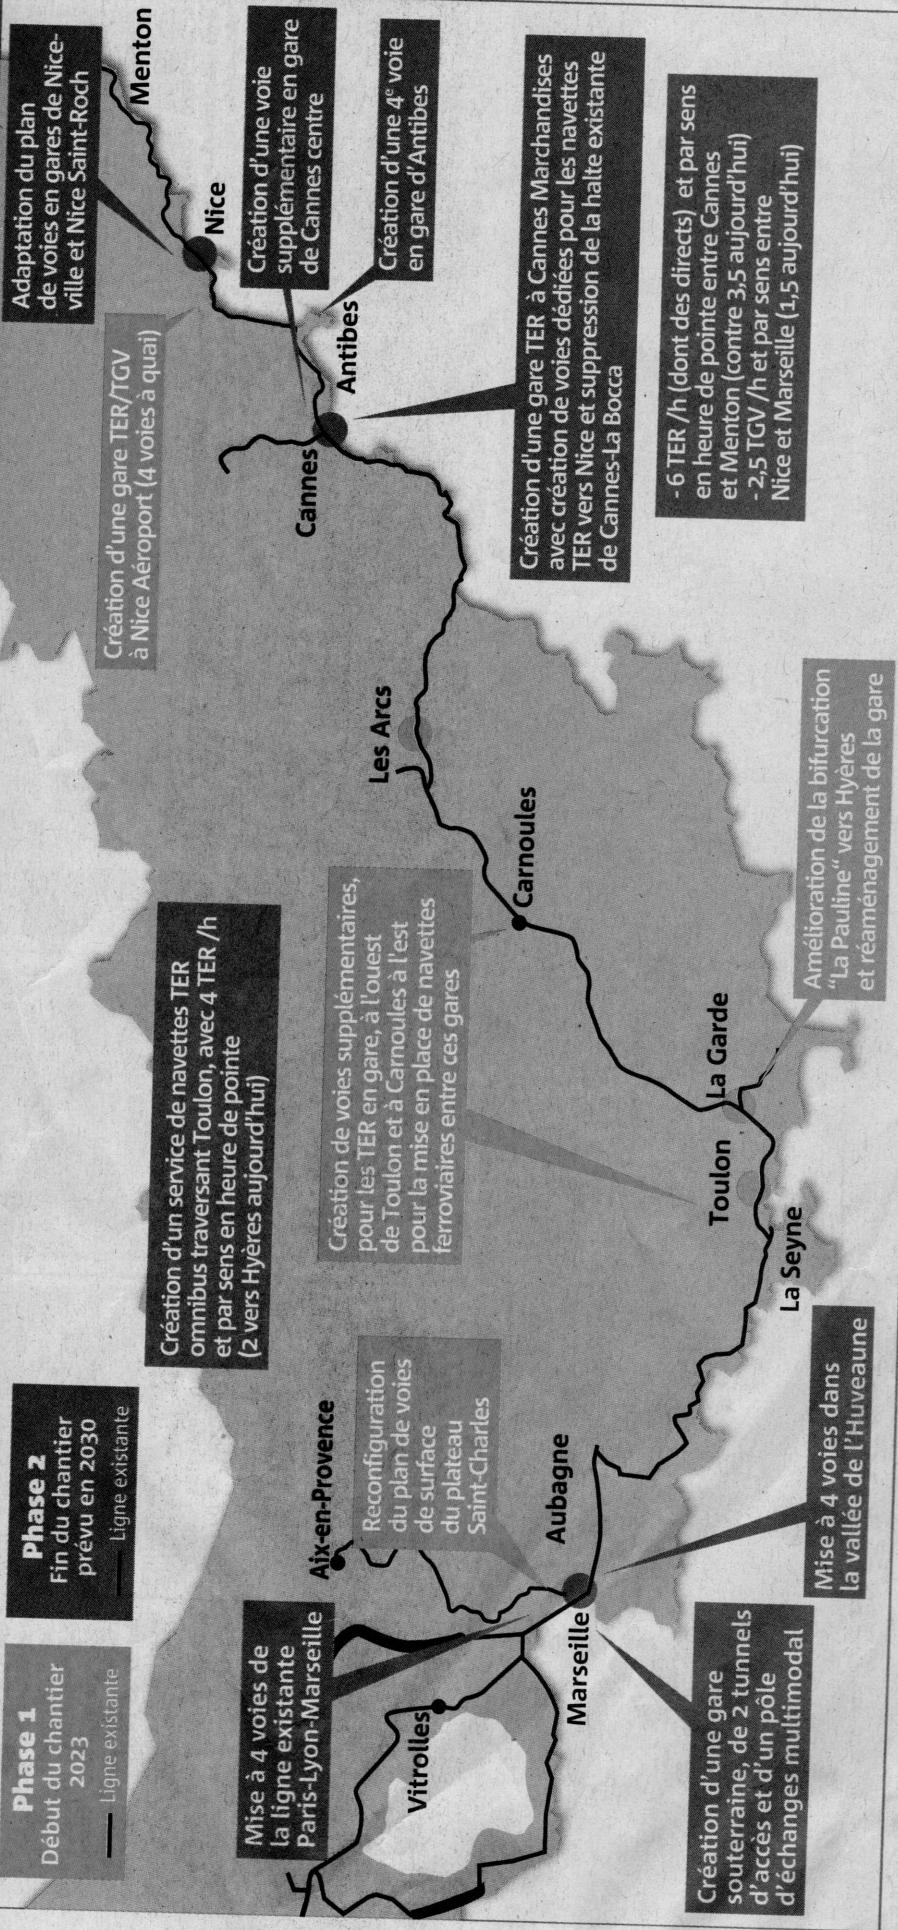 Phase 1
Début du chantier
2023
Ligne existante
Phase 2
Fin du chantier
prévu en 2030
Ligne existante
Création d'un service de navettes TER
omnibus traversant Toulon, avec 4 TER /h
et par sens en heure de pointe
(2 vers Hyères aujourd'hui)
Création d'une gare TER/TGV
à Nice Aéroport (4 voies à quai)
Adaptation du plan
de voies en gares de Nice-
ville et Nice Saint-Roch
Menton
Nice
Création d'une voie
supplémentaire en gare
de Cannes centre
Création d'une 4e voie
en gare d'Antibes
Antibes
Cannes
Mise à 4 voies de
la ligne existante
Paris-Lyon-Marseille
Aix-en-Provence
Reconfiguration
du plan de voies
de surface
du plateau
Saint-Charles
Création de voies supplémentaires,
pour les TER en gare, à l'ouest
de Toulon et à Carnoules à l'est
pour la mise en place de navettes
ferroviaires entre ces gares
Les Arcs
Carnoules
Création d'une gare TER à Cannes Marchandises
avec création de voies dédiées pour les navettes
TER vers Nice et suppression de la halte existante
de Cannes-La Bocca
Vitrolles
Marseille
Aubagne
Toulon
La Garde
La Seyne
- 6 TER /h (dont des directs) et par sens
en heure de pointe entre Cannes
et Menton (contre 3,5 aujourd'hui)
- 2,5 TGV /h et par sens entre
Nice et Marseille (1,5 aujourd'hui)
Création d'une gare
souterraine, de 2 tunnels
d'accès et d'un pôle
d'échanges multimodal
Mise à 4 voies dans
la vallée de l'Huveaune
Amélioration de la bifurcation
"La Pauline" vers Hyères
et réaménagement de la gare